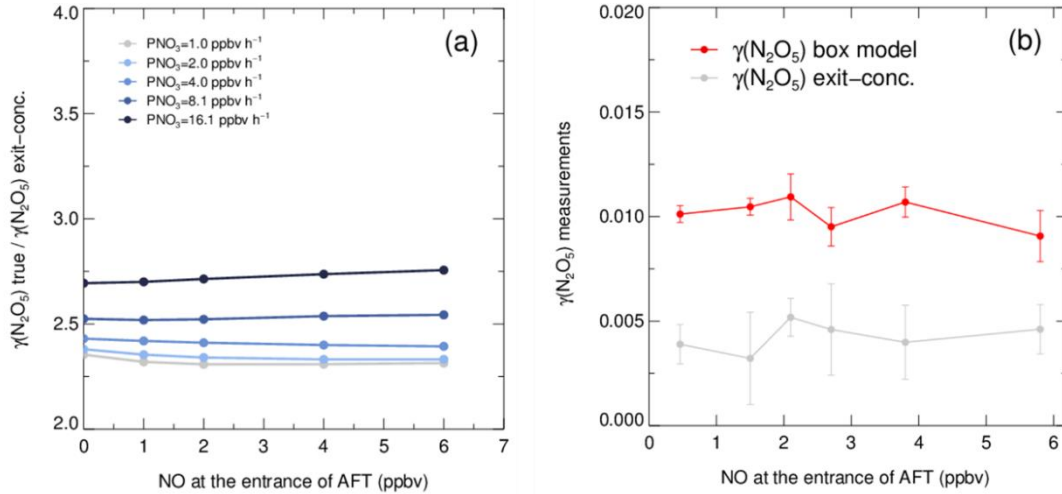 (a)
PNO₃=1.0 ppbv h⁻¹
PNO₃=2.0 ppbv h⁻¹
PNO₃=4.0 ppbv h⁻¹
PNO₃=8.1 ppbv h⁻¹
PNO₃=16.1 ppbv h⁻¹
γ(N₂O₅) true / γ(N₂O₅) exit−conc.
4.0
3.5
3.0
2.5
2.0
0 1 2 3 4 5 6 7
NO at the entrance of AFT (ppbv)
(b)
γ(N₂O₅) box model
γ(N₂O₅) exit−conc.
γ(N₂O₅) measurements
0.020
0.015
0.010
0.005
0.000
0 1 2 3 4 5 6
NO at the entrance of AFT (ppbv)